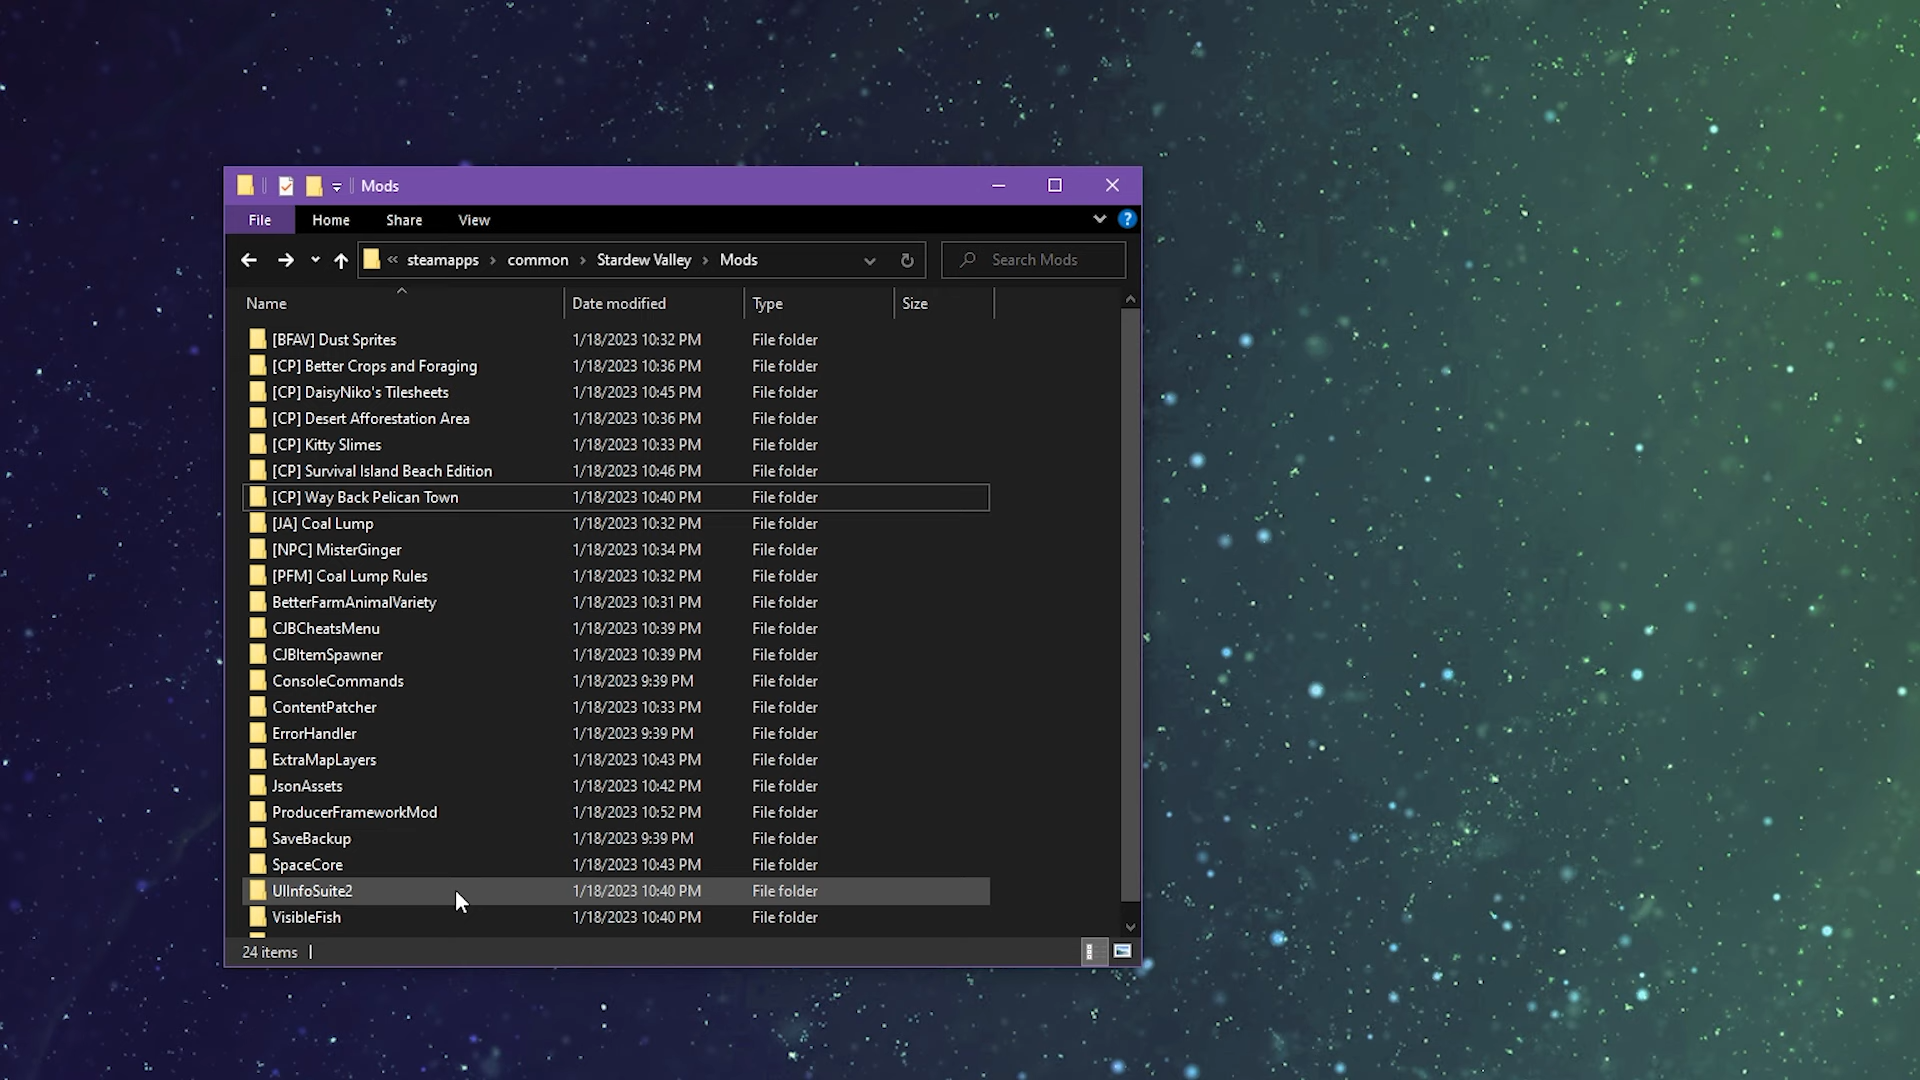 Mods
File Home Share View
« steamapps › common › Stardew Valley › Mods Search Mods
Name Date modified Type Size
[BFAV] Dust Sprites 1/18/2023 10:32 PM File folder
[CP] Better Crops and Foraging 1/18/2023 10:36 PM File folder
[CP] DaisyNiko's Tilesheets 1/18/2023 10:45 PM File folder
[CP] Desert Afforestation Area 1/18/2023 10:36 PM File folder
[CP] Kitty Slimes 1/18/2023 10:33 PM File folder
[CP] Survival Island Beach Edition 1/18/2023 10:46 PM File folder
[CP] Way Back Pelican Town 1/18/2023 10:40 PM File folder
[JA] Coal Lump 1/18/2023 10:32 PM File folder
[NPC] MisterGinger 1/18/2023 10:34 PM File folder
[PFM] Coal Lump Rules 1/18/2023 10:32 PM File folder
BetterFarmAnimalVariety 1/18/2023 10:31 PM File folder
CJBCheatsMenu 1/18/2023 10:39 PM File folder
CJBItemSpawner 1/18/2023 10:39 PM File folder
ConsoleCommands 1/18/2023 9:39 PM File folder
ContentPatcher 1/18/2023 10:33 PM File folder
ErrorHandler 1/18/2023 9:39 PM File folder
ExtraMapLayers 1/18/2023 10:43 PM File folder
JsonAssets 1/18/2023 10:42 PM File folder
ProducerFrameworkMod 1/18/2023 10:52 PM File folder
SaveBackup 1/18/2023 9:39 PM File folder
SpaceCore 1/18/2023 10:43 PM File folder
UIInfoSuite2 1/18/2023 10:40 PM File folder
VisibleFish 1/18/2023 10:40 PM File folder
24 items